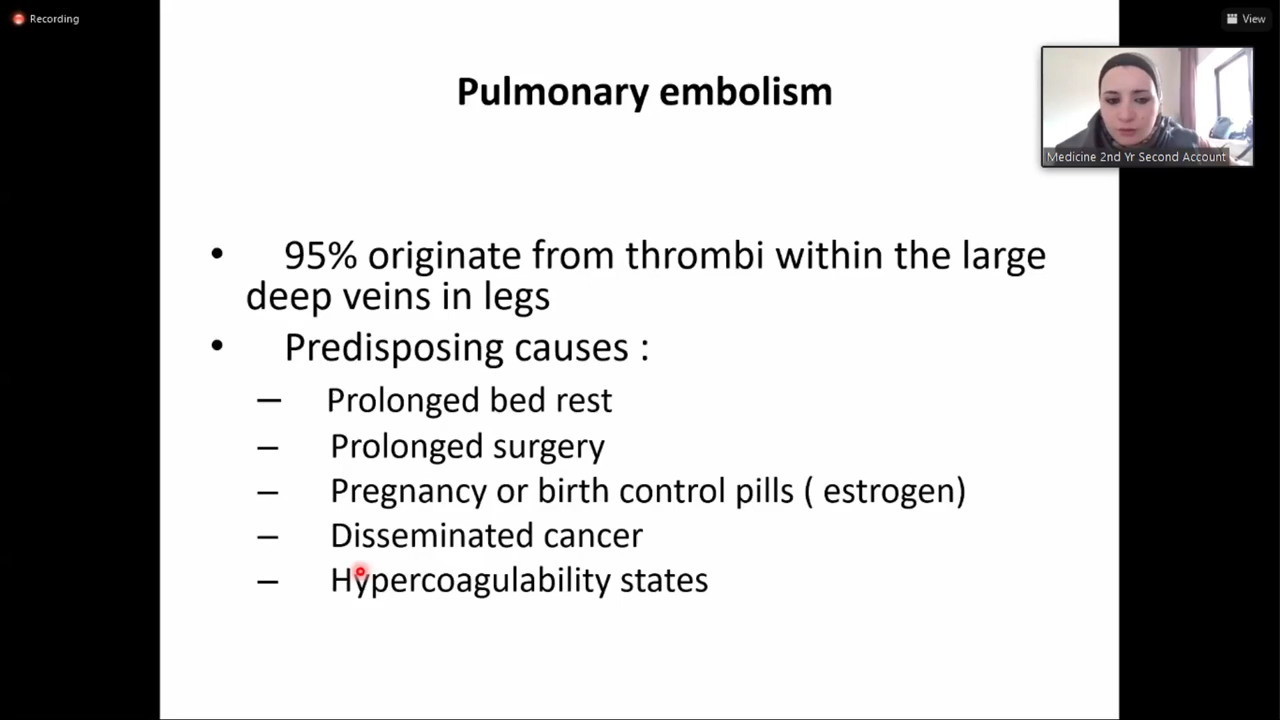 Recording
View
Pulmonary embolism
Medicine 2nd Yr Second Account
• 95% originate from thrombi within the large
deep veins in legs
• Predisposing causes :
– Prolonged bed rest
– Prolonged surgery
– Pregnancy or birth control pills ( estrogen)
– Disseminated cancer
– Hypercoagulability states